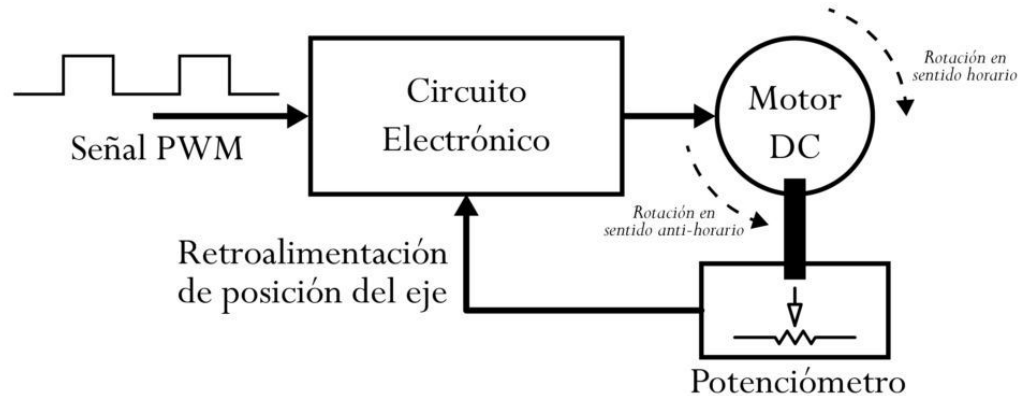 Señal PWM
Circuito
Electrónico
Motor
DC
Rotación en
sentido horario
Rotación en
sentido anti-horario
Retroalimentación
de posición del eje
Potenciómetro